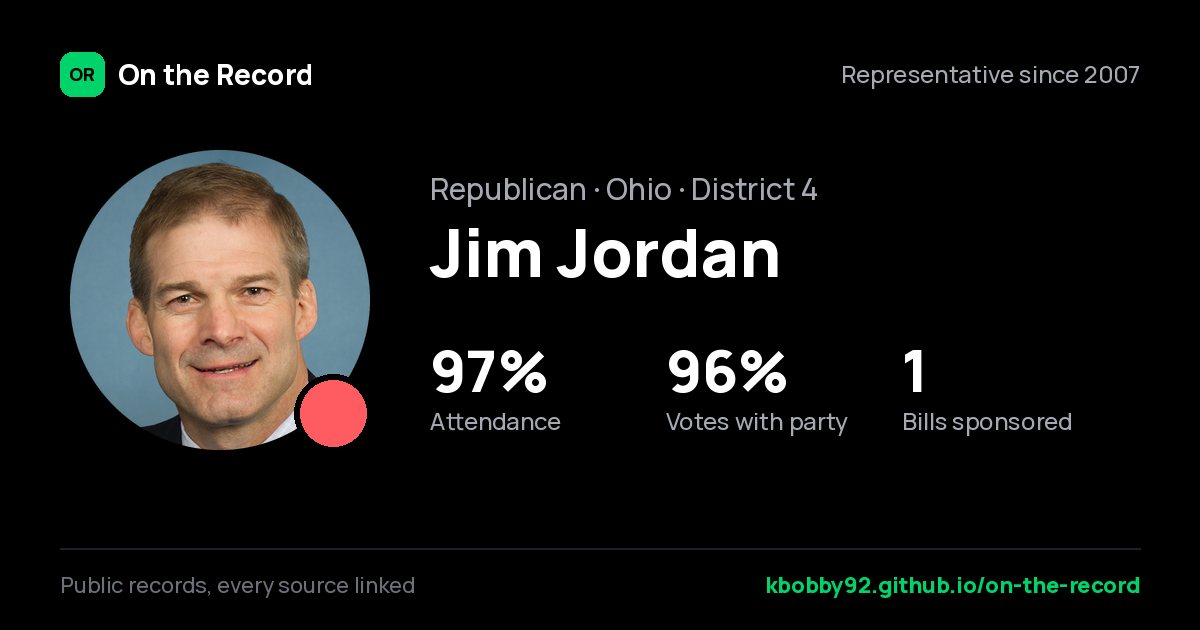 OR On the Record
Representative since 2007
Republican · Ohio · District 4
Jim Jordan
97% 96% 1
Attendance Votes with party Bills sponsored
Public records, every source linked
kbobby92.github.io/on-the-record